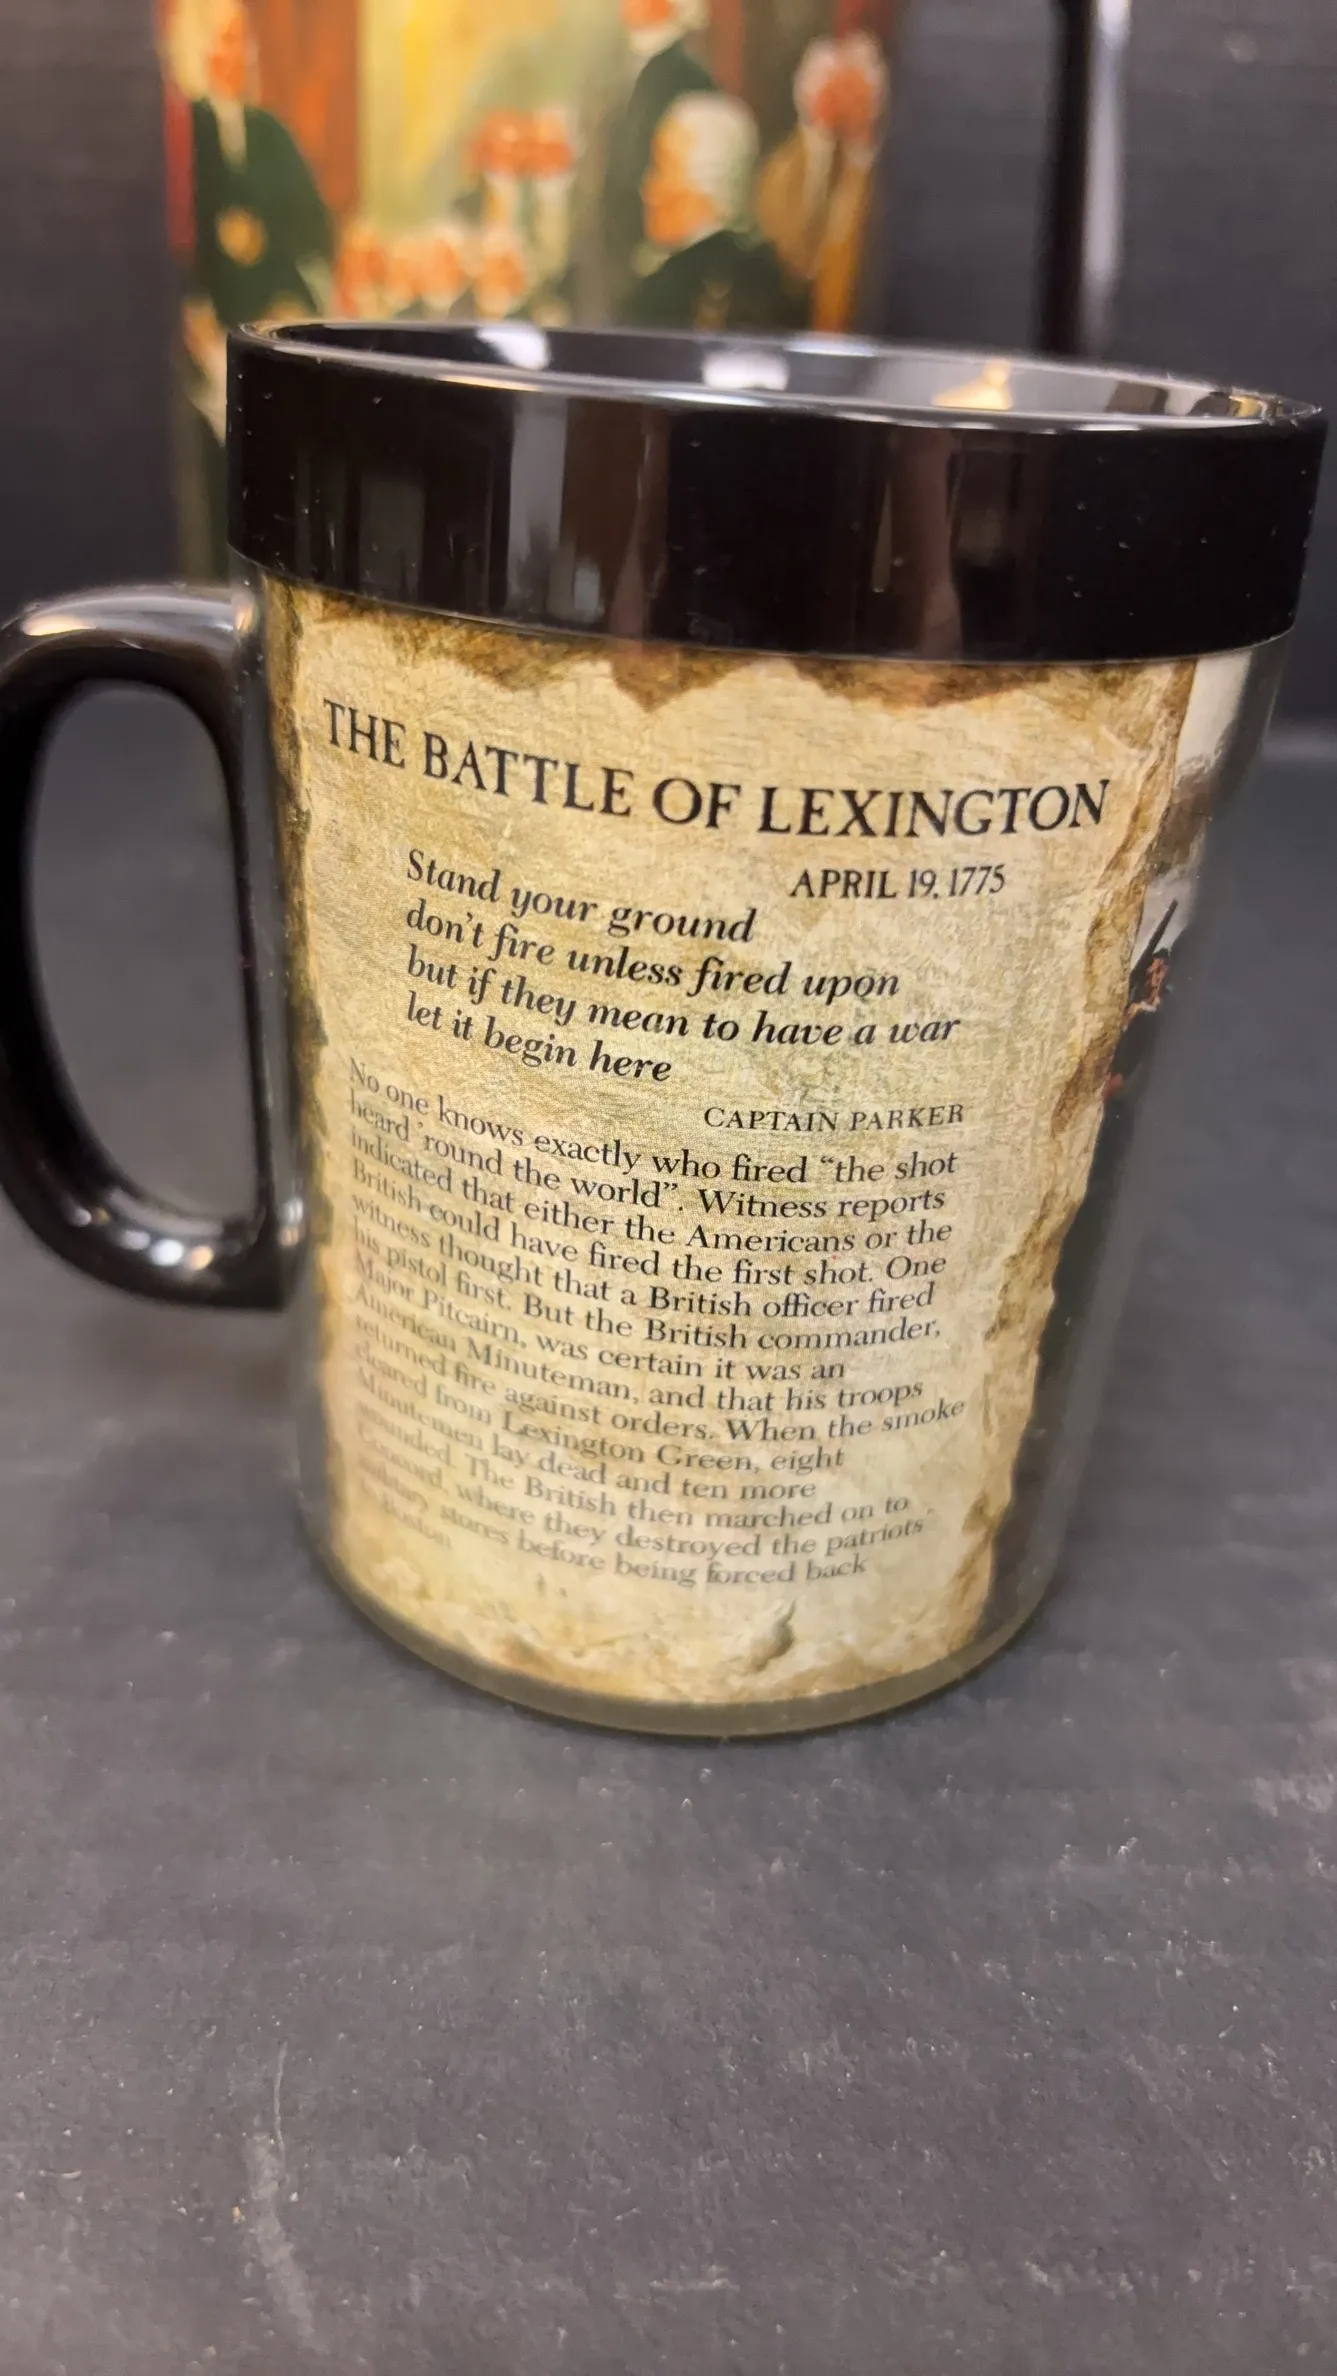 THE BATTLE OF LEXINGTON
APRIL 19, 1775
Stand your ground
don't fire unless fired upon
but if they mean to have a war
let it begin here
CAPTAIN PARKER
No one knows exactly who fired “the shot
heard 'round the world”. Witness reports
indicated that either the Americans or the
British could have fired the first shot. One
witness thought that a British officer fired
his pistol first. But the British commander,
Major Pitcairn, was certain it was an
American Minuteman, and that his troops
returned fire against orders. When the smoke
cleared from Lexington Green, eight
Minutemen lay dead and ten more
wounded. The British then marched on to
Concord, where they destroyed the patriots'
military stores before being forced back
to Boston